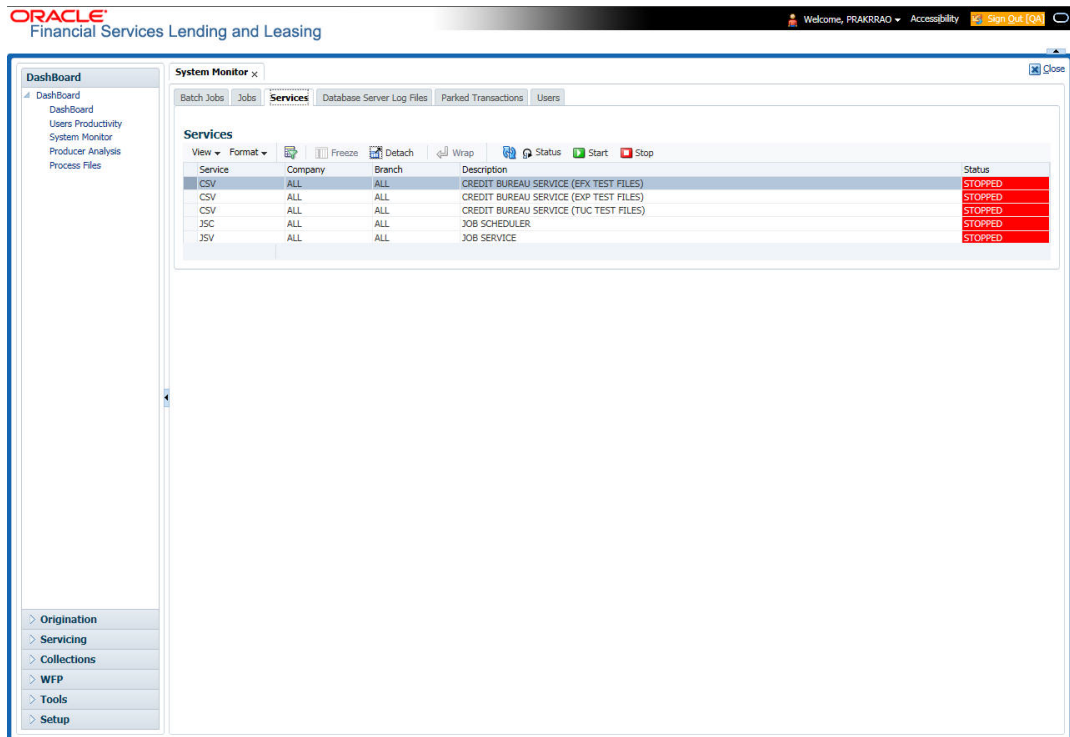 ORACLE
Financial Services Lending and Leasing
Welcome, PRAKRRAO Accessibility Sign Out [QA]
DashBoard
DashBoard
DashBoard
Users Productivity
System Monitor
Producer Analysis
Process Files
System Monitor
Close
Batch Jobs Jobs Services Database Server Log Files Parked Transactions Users
Services
View Format Freeze Detach Wrap Status Start Stop
Service Company Branch Description Status
CSV ALL ALL CREDIT BUREAU SERVICE (EFX TEST FILES) STOPPED
CSV ALL ALL CREDIT BUREAU SERVICE (EXP TEST FILES) STOPPED
CSV ALL ALL CREDIT BUREAU SERVICE (TUC TEST FILES) STOPPED
JSC ALL ALL JOB SCHEDULER STOPPED
JSV ALL ALL JOB SERVICE STOPPED
Origination
Servicing
Collections
WFP
Tools
Setup